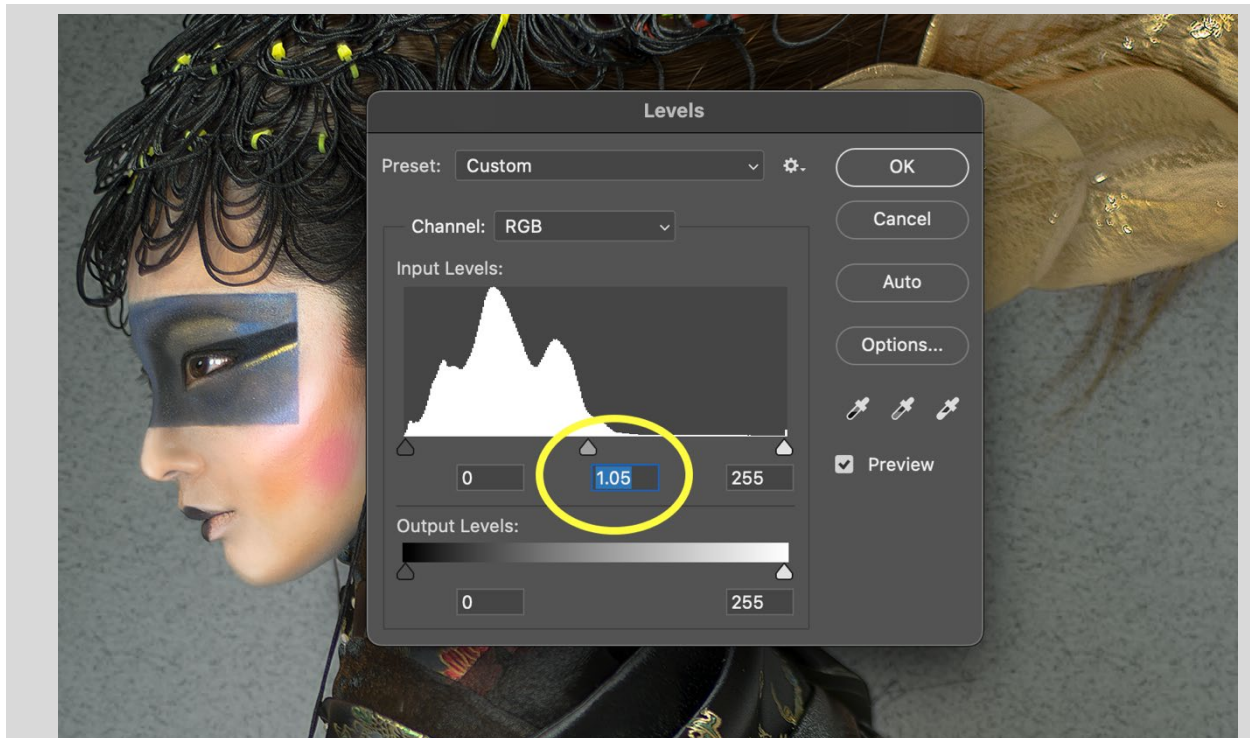 Levels
Preset: Custom
OK
Cancel
Channel: RGB
Input Levels:
Auto
Options...
Preview
0 1.05 255
Output Levels:
0 255